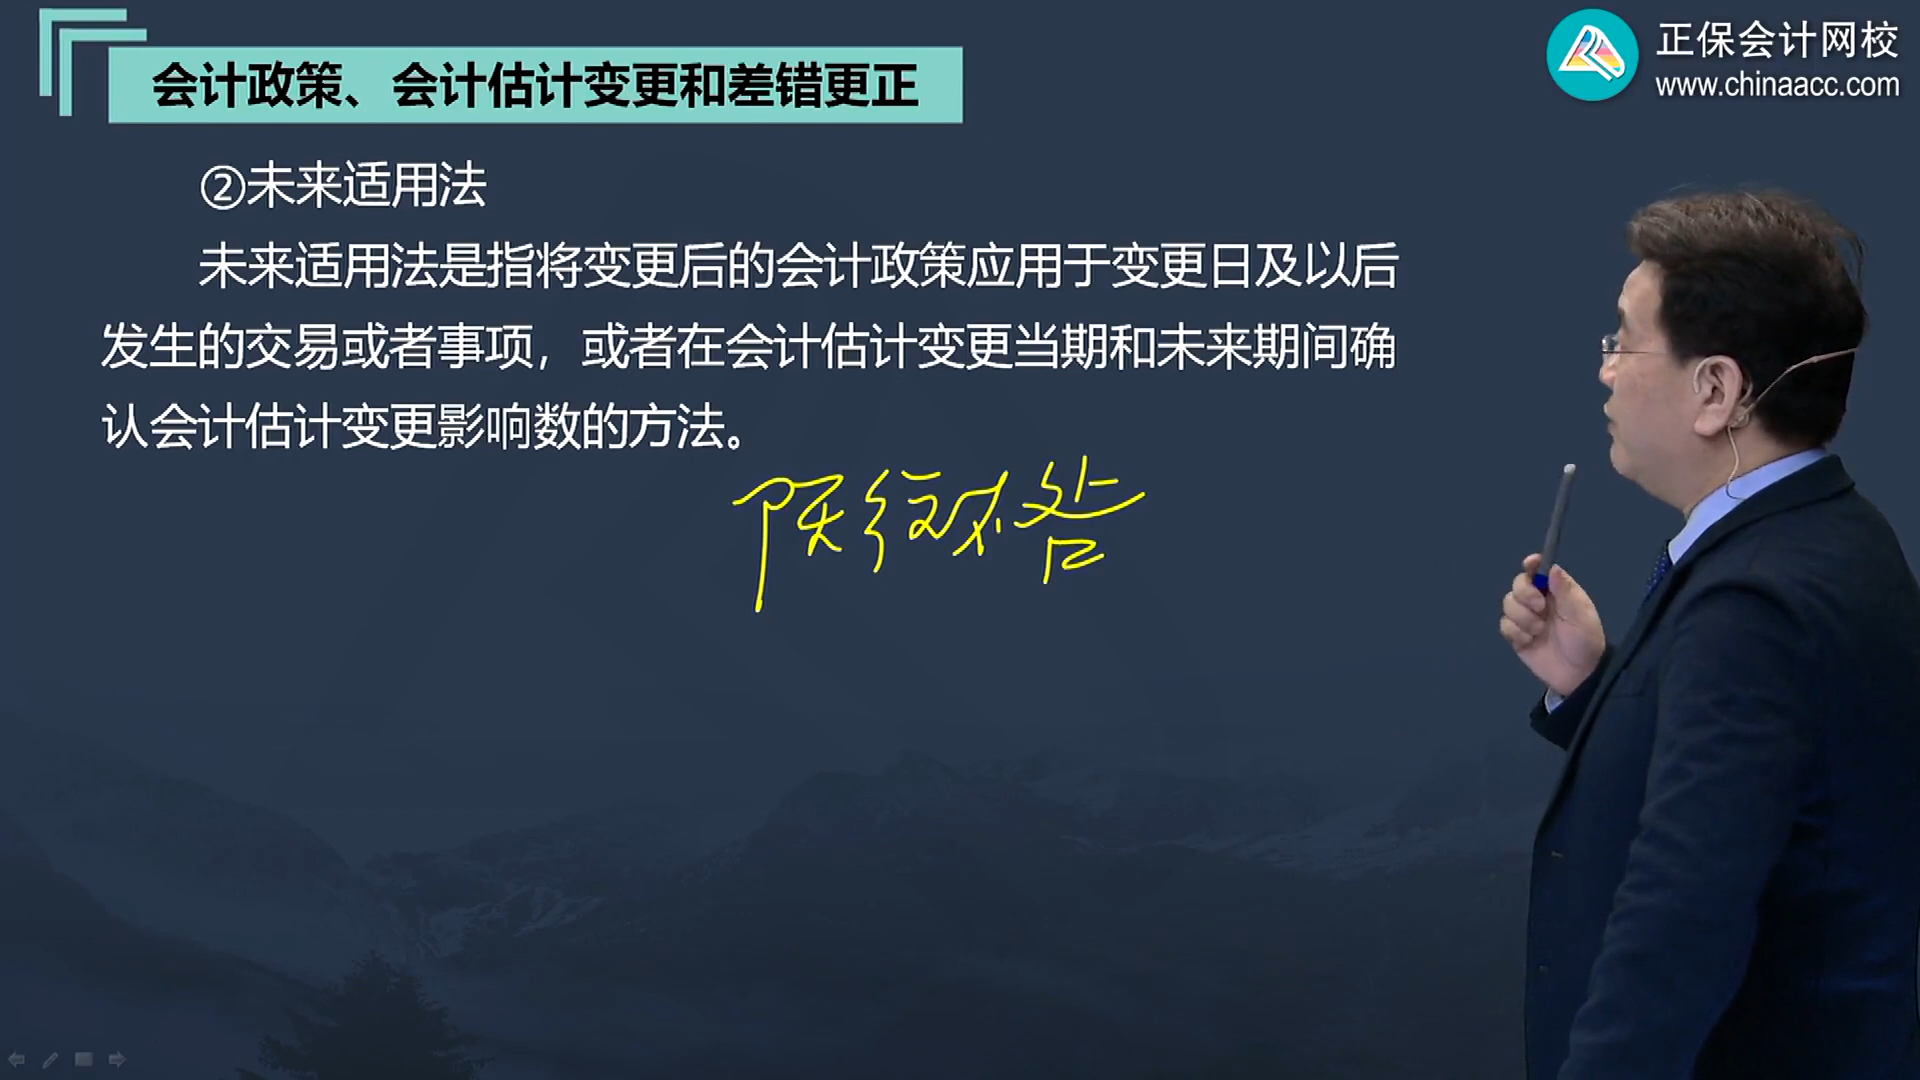 会计政策、会计估计变更和差错更正
正保会计网校
www.chinaacc.com
②未来适用法
未来适用法是指将变更后的会计政策应用于变更日及以后
发生的交易或者事项，或者在会计估计变更当期和未来期间确
认会计估计变更影响数的方法。